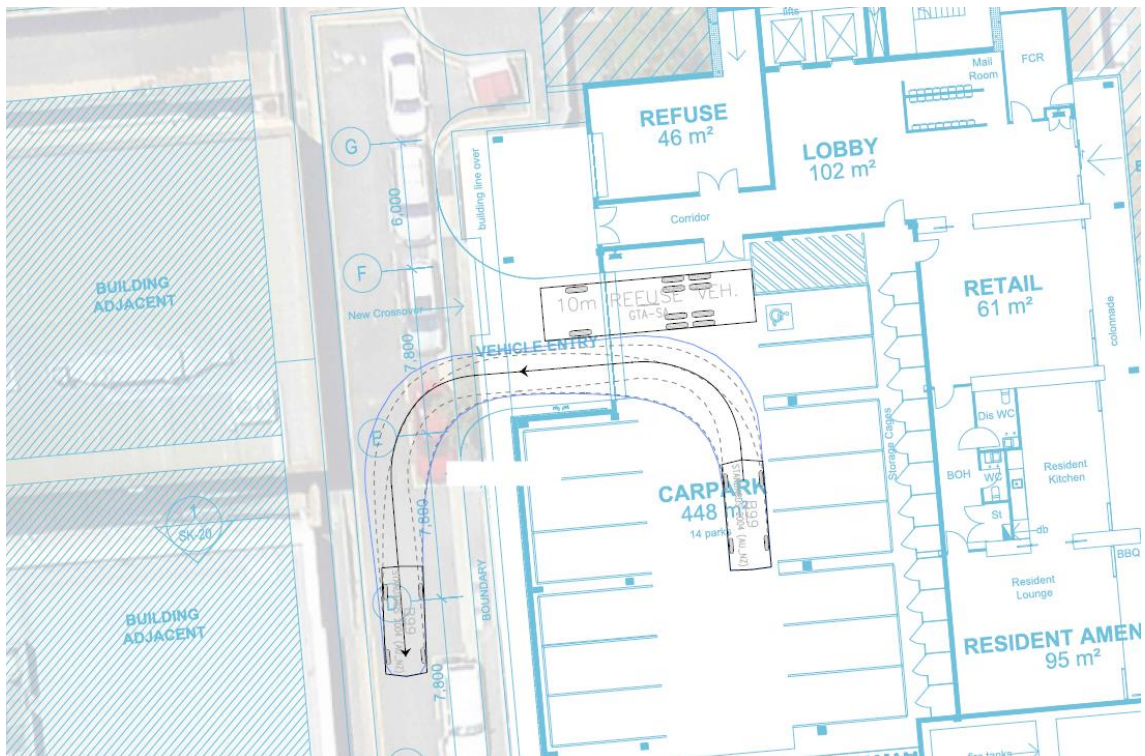 lifts
Mail
Room
FCR
REFUSE
46 m²
LOBBY
102 m²
G
building line over
6,000
Corridor
F
BUILDING
ADJACENT
New Crossover
10m REFUSE VEH.
GTA-SA
RETAIL
61 m²
colonnade
7,800
VEHICLE ENTRY
Dis WC
Storage Cages
BOH
WC
Resident
Kitchen
CARPARK
448 m²
14 parks
B99
St
db
7,800
1
SK-20
BBQ
Resident
Lounge
BOUNDARY
D
B99
BUILDING
ADJACENT
RESIDENT AMEN
95 m²
7,800